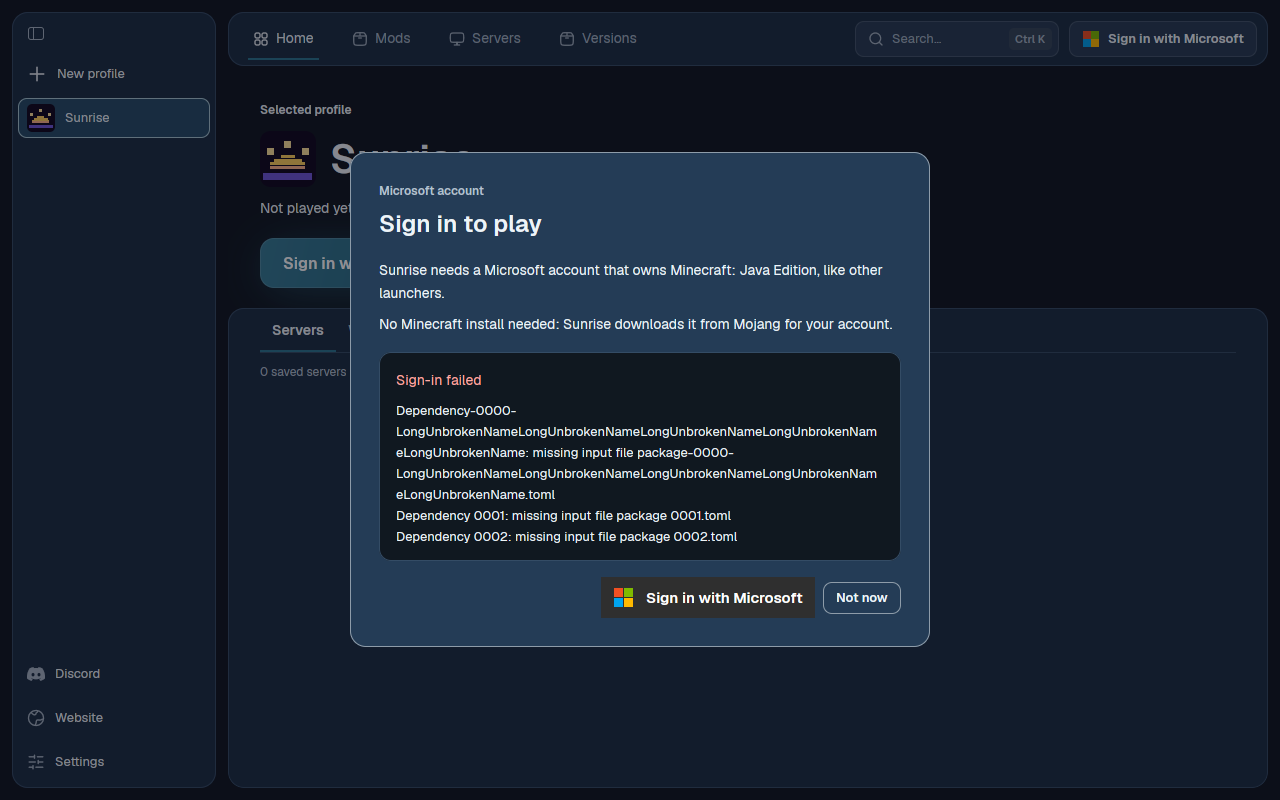 New profile
Sunrise
Discord
Website
Settings
Home
Mods
Servers
Versions
Search...
Ctrl K
Sign in with Microsoft
Selected profile
Not played yet
Sign in w
Servers
0 saved servers
Microsoft account
Sign in to play
Sunrise needs a Microsoft account that owns Minecraft: Java Edition, like other
launchers.
No Minecraft install needed: Sunrise downloads it from Mojang for your account.
Sign-in failed
Dependency-0000-
LongUnbrokenNameLongUnbrokenNameLongUnbrokenNameLongUnbrokenNam
eLongUnbrokenName: missing input file package-0000-
LongUnbrokenNameLongUnbrokenNameLongUnbrokenNameLongUnbrokenNam
eLongUnbrokenName.toml
Dependency 0001: missing input file package 0001.toml
Dependency 0002: missing input file package 0002.toml
Sign in with Microsoft
Not now